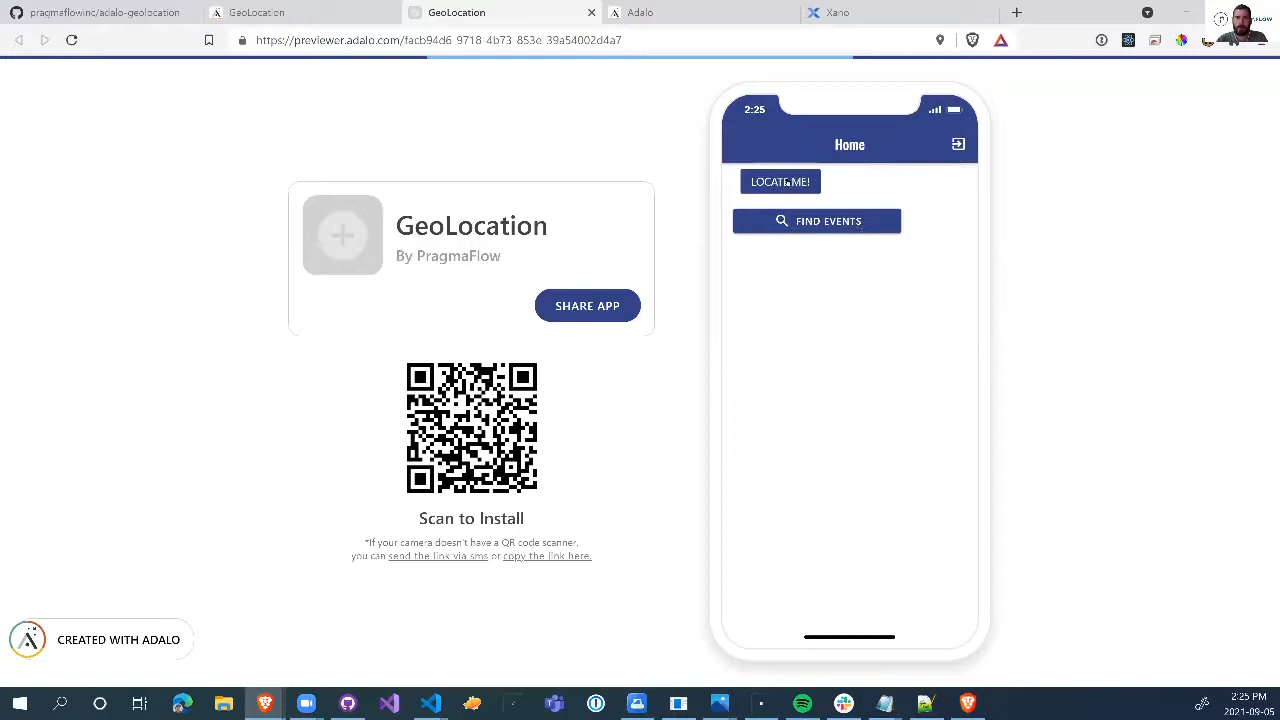 pragmaflowinc/adalo-geolocation
GeoLocation
GeoLocation
Adalo
Xano
https://previewer.adalo.com/facb94d6-9718-4b73-853e-39a54002d4a7
2:25
Home
LOCATE ME!
FIND EVENTS
GeoLocation
By PragmaFlow
SHARE APP
Scan to Install
*If your camera doesn't have a QR code scanner,
you can send the link via sms or copy the link here.
CREATED WITH ADALO
2:25 PM
2021-09-05